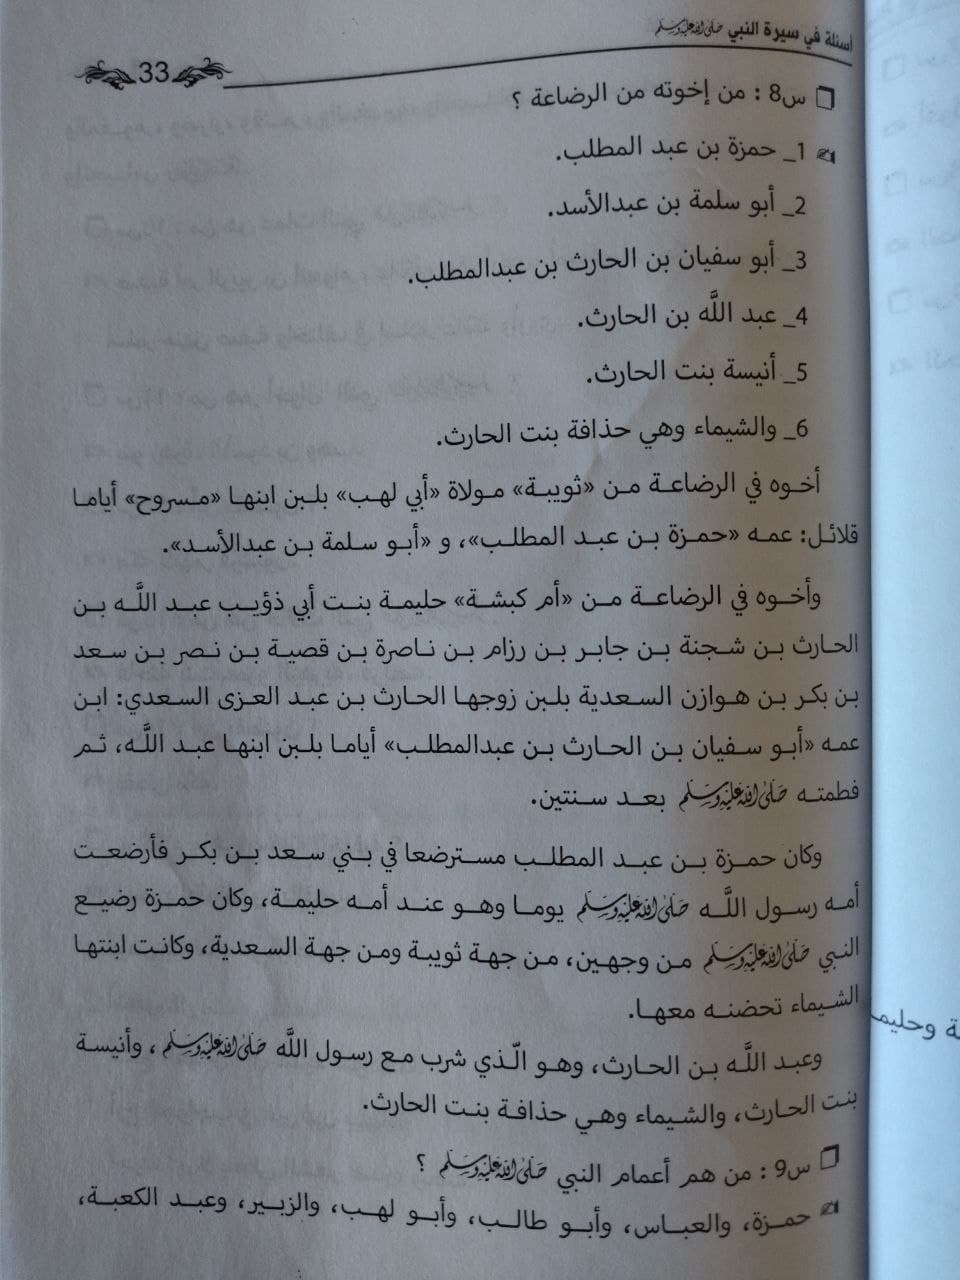 أسئلة في سيرة النبي ﷺ
33
س8 : من إخوته من الرضاعة ؟
1_ حمزة بن عبد المطلب.
2_ أبو سلمة بن عبدالأسد.
3_ أبو سفيان بن الحارث بن عبدالمطلب.
4_ عبد اللَّه بن الحارث.
5_ أنيسة بنت الحارث.
6_ والشيماء وهي حذافة بنت الحارث.
أخوه في الرضاعة من «ثويبة» مولاة «أبي لهب» بلبن ابنها «مسروح» أياما
قلائل: عمه «حمزة بن عبد المطلب»، و «أبو سلمة بن عبدالأسد».
وأخوه في الرضاعة من «أم كبشة» حليمة بنت أبي ذؤيب عبد اللَّه بن
الحارث بن شجنة بن جابر بن رزام بن ناصرة بن قصية بن نصر بن سعد
بن بكر بن هوازن السعدية بلبن زوجها الحارث بن عبد العزى السعدي: ابن
عمه «أبو سفيان بن الحارث بن عبدالمطلب» أياما بلبن ابنها عبد اللَّه، ثم
فطمته ﷺ بعد سنتين.
وكان حمزة بن عبد المطلب مسترضعا في بني سعد بن بكر فأرضعت
أمه رسول اللَّه ﷺ يوما وهو عند أمه حليمة، وكان حمزة رضيع
النبي ﷺ من وجهين، من جهة ثويبة ومن جهة السعدية، وكانت ابنتها
الشيماء تحضنه معها.
وعبد اللَّه بن الحارث، وهو الّذي شرب مع رسول اللَّه ﷺ، وأنيسة
بنت الحارث، والشيماء وهي حذافة بنت الحارث.
س9 : من هم أعمام النبي ﷺ ؟
حمزة، والعباس، وأبو طالب، وأبو لهب، والزبير، وعبد الكعبة،